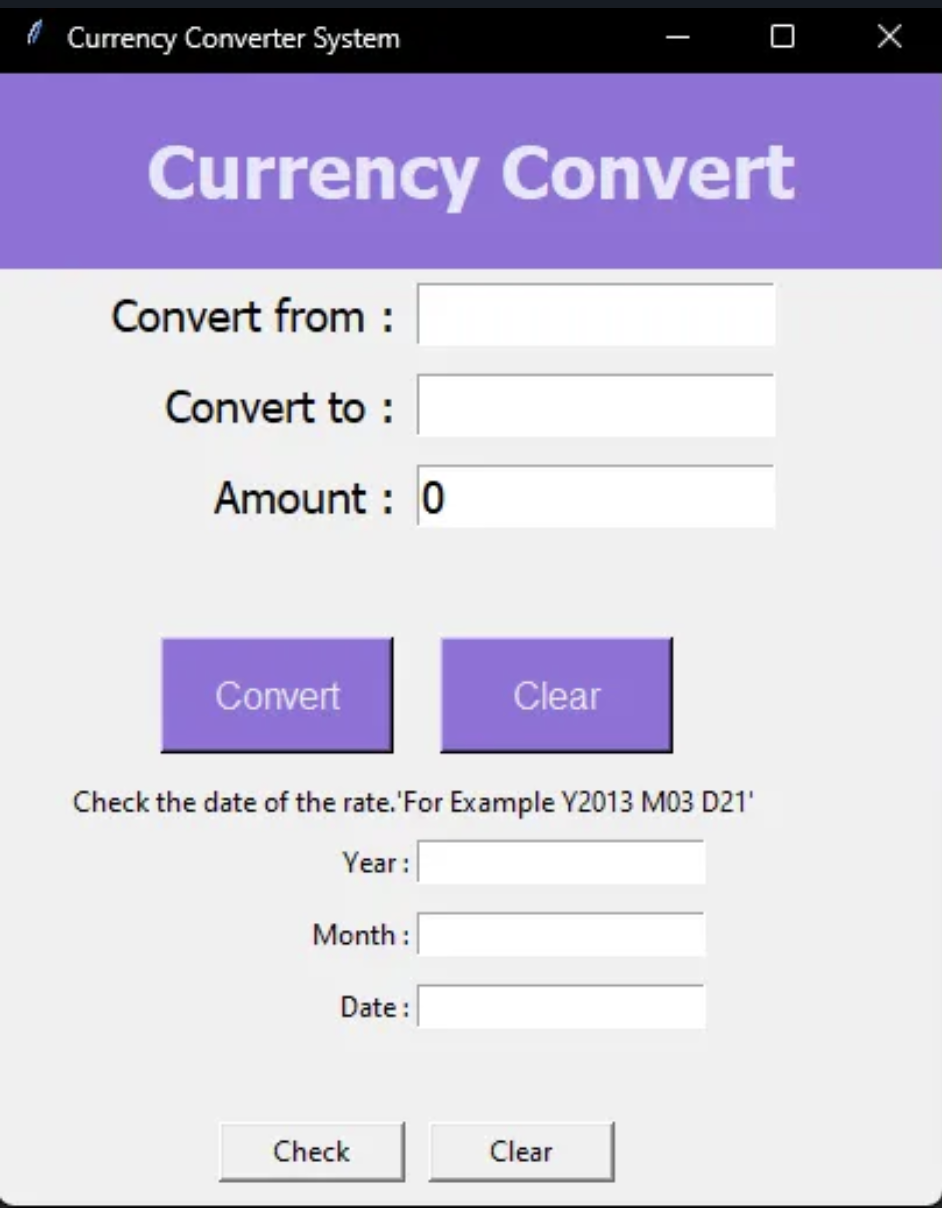 Currency Converter System
Currency Convert
Convert from :
Convert to :
Amount : 0
Convert Clear
Check the date of the rate.'For Example Y2013 M03 D21'
Year :
Month :
Date :
Check Clear